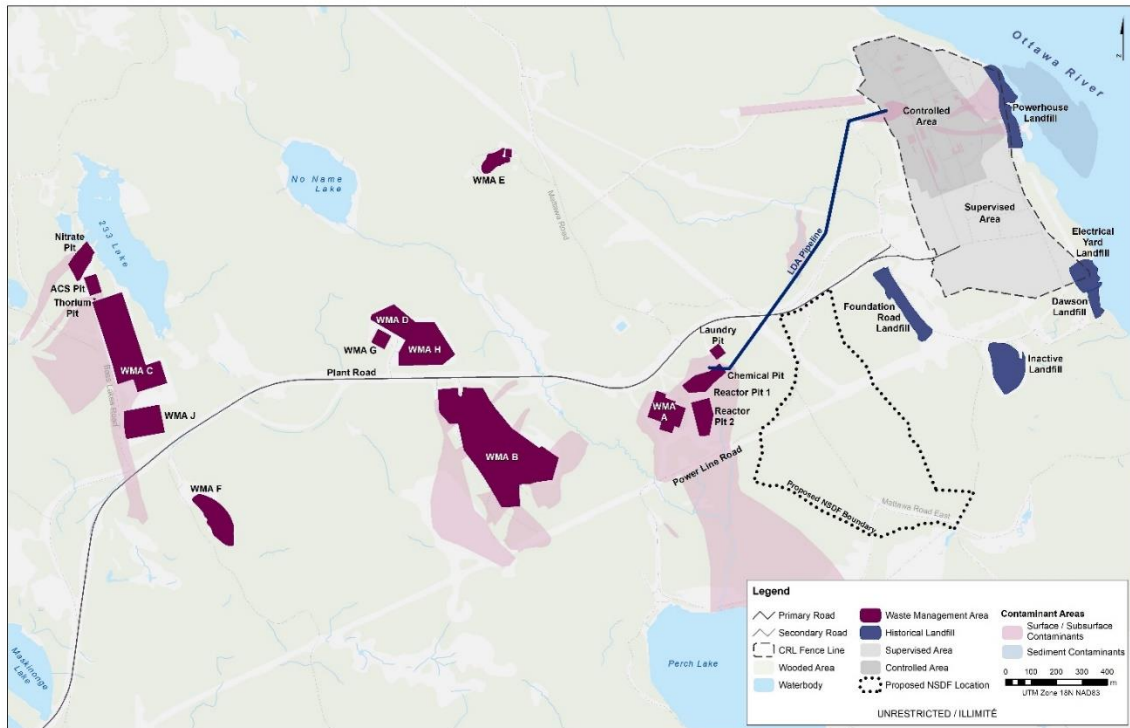 Ottawa River
z
Controlled
Area
Powerhouse
Landfill
No Name
Lake
WMA E
Mattawa Road
233 Lake
Supervised
Area
Nitrate
Pit
ACS Pit
Thorium
Pit
LDA Pipeline
Electrical
Yard
Landfill
Dawson
Landfill
Foundation
Road
Landfill
WMA D
WMA G
WMA H
Plant Road
WMA C
Laundry
Pit
Inactive
Landfill
Chemical Pit
Reactor Pit 1
Bass Lake Road
WMA J
WMA
A
Reactor
Pit 2
WMA B
Power Line Road
WMA F
Proposed NSDF Boundary
Mattawa Road East
Maskinonge
Lake
Perch Lake
Legend
Primary Road
Secondary Road
CRL Fence Line
Wooded Area
Waterbody
Waste Management Area
Historical Landfill
Supervised Area
Controlled Area
Proposed NSDF Location
Contaminant Areas
Surface / Subsurface
Contaminants
Sediment Contaminants
0 100 200 300 400
m
UTM Zone 18N NAD83
UNRESTRICTED / ILLIMITÉ